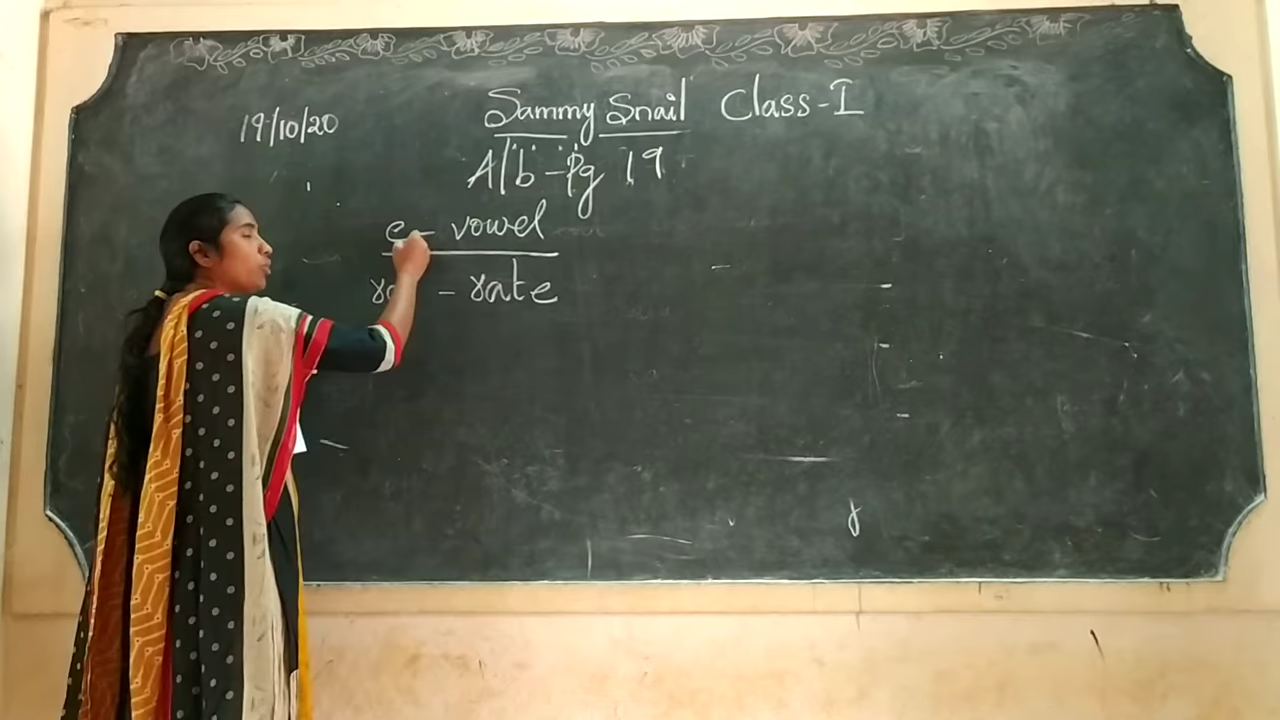 19/10/20
Sammy Snail Class-I
A/b-Pg 19
e- vowel
- rate